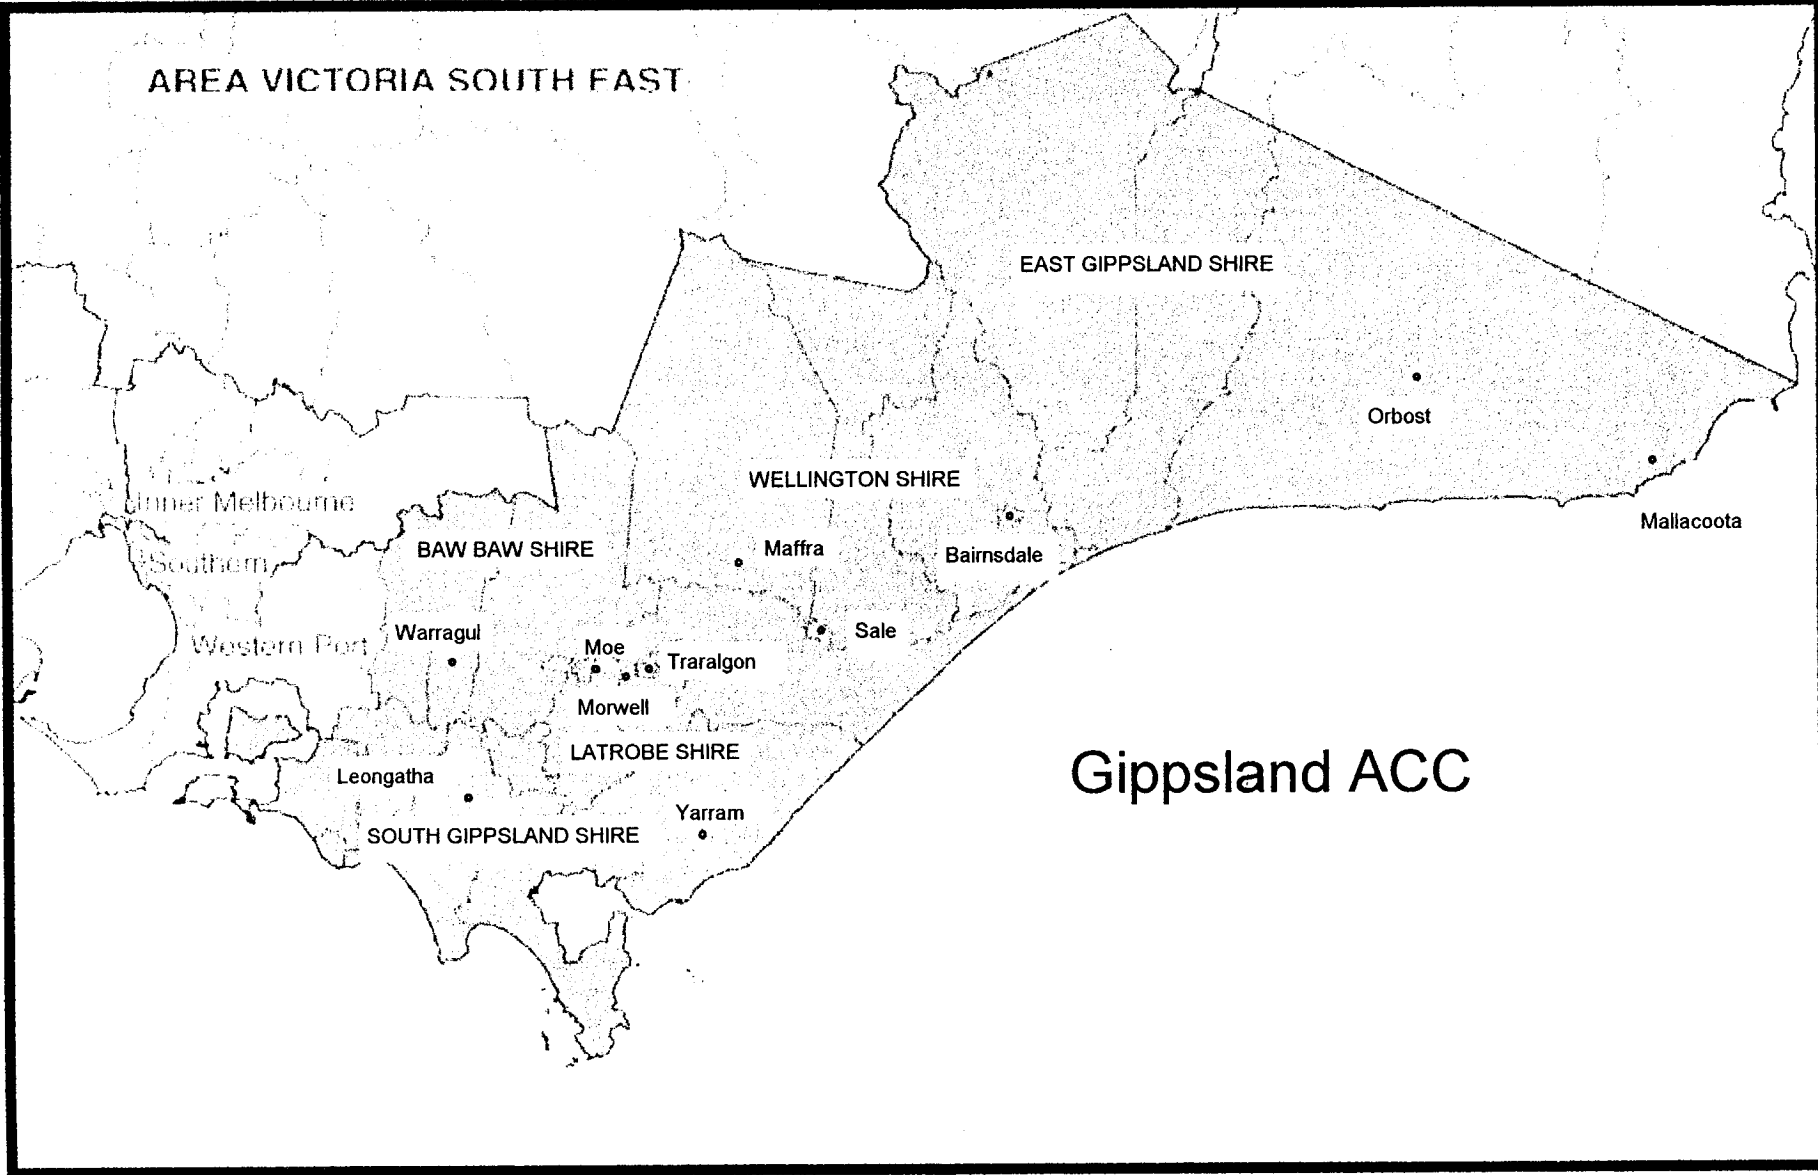 AREA VICTORIA SOUTH EAST
EAST GIPPSLAND SHIRE
Orbost
WELLINGTON SHIRE
Inner Melbourne
Mallacoota
BAW BAW SHIRE
Maffra
Bairnsdale
Southern
Warragul
Sale
Western Port
Moe
Traralgon
Morwell
LATROBE SHIRE
Gippsland ACC
Leongatha
Yarram
SOUTH GIPPSLAND SHIRE